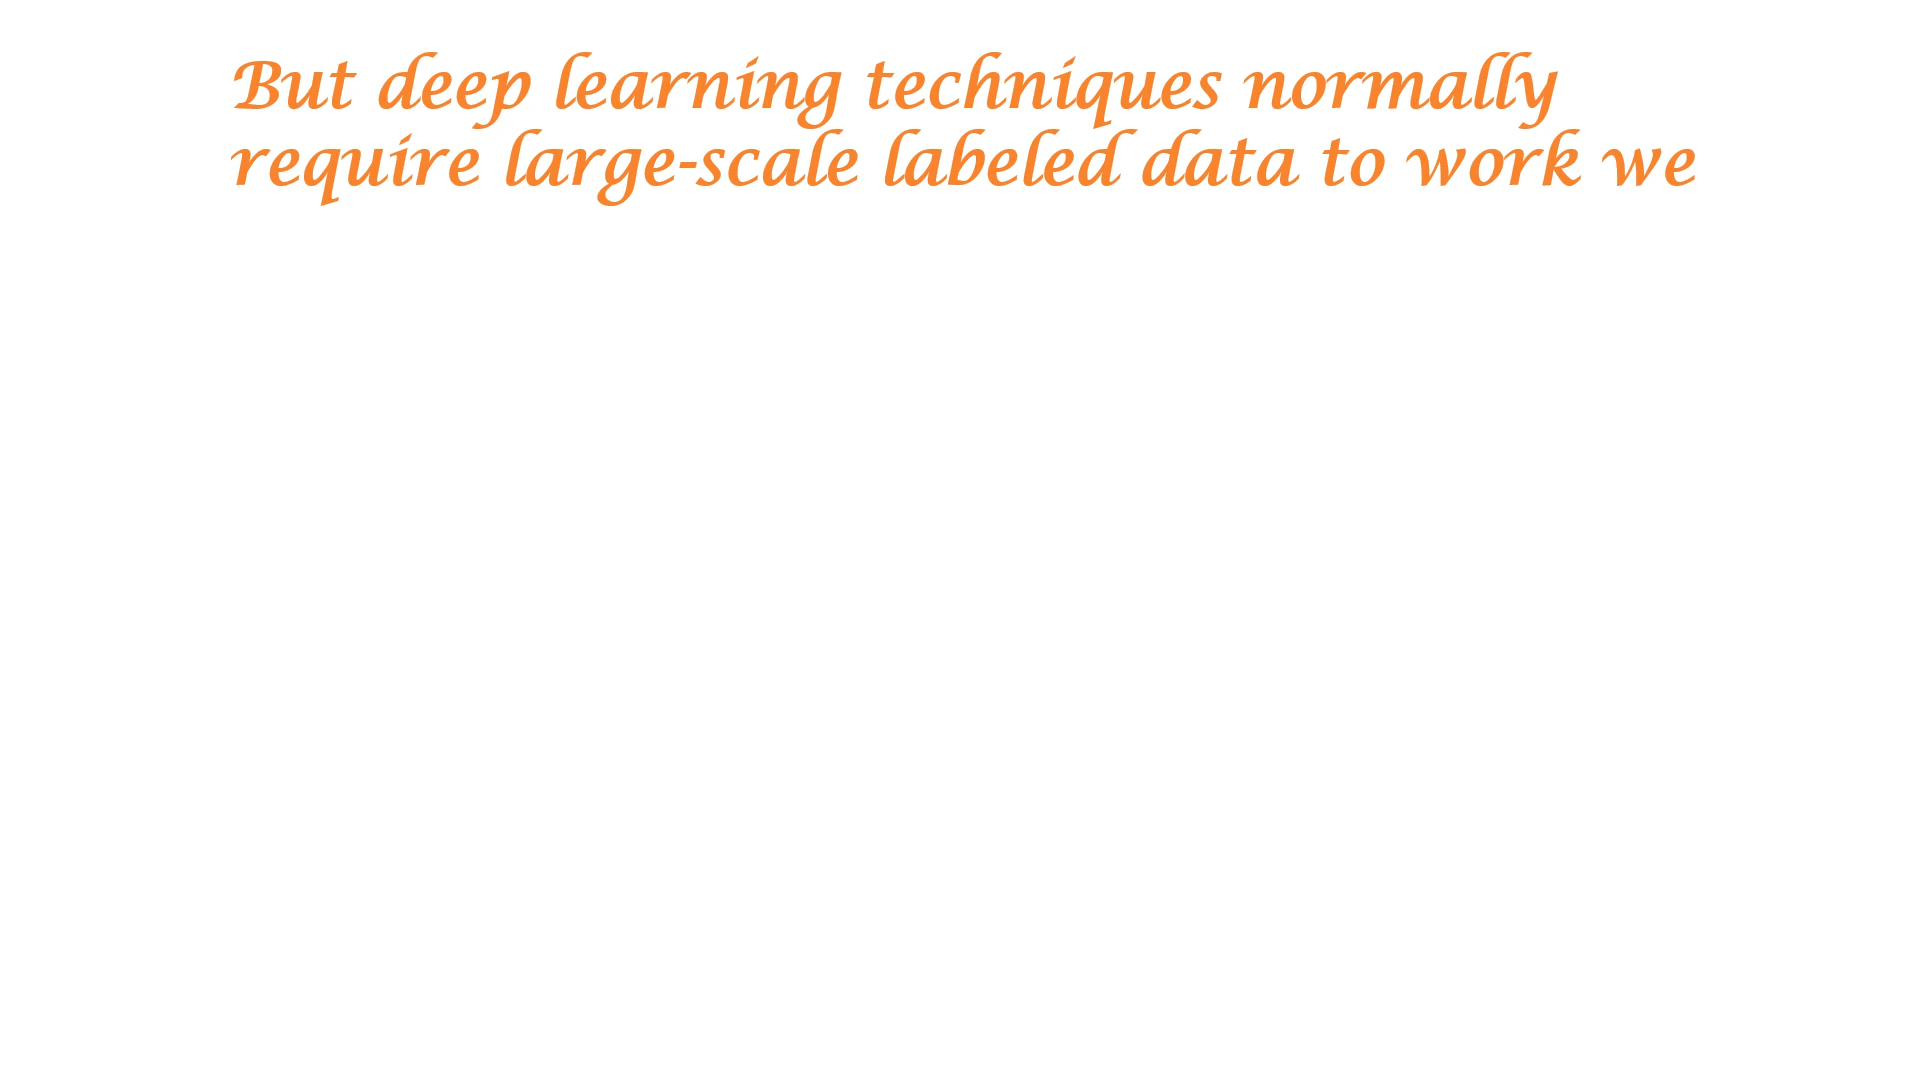 But deep learning techniques normally
require large-scale labeled data to work we